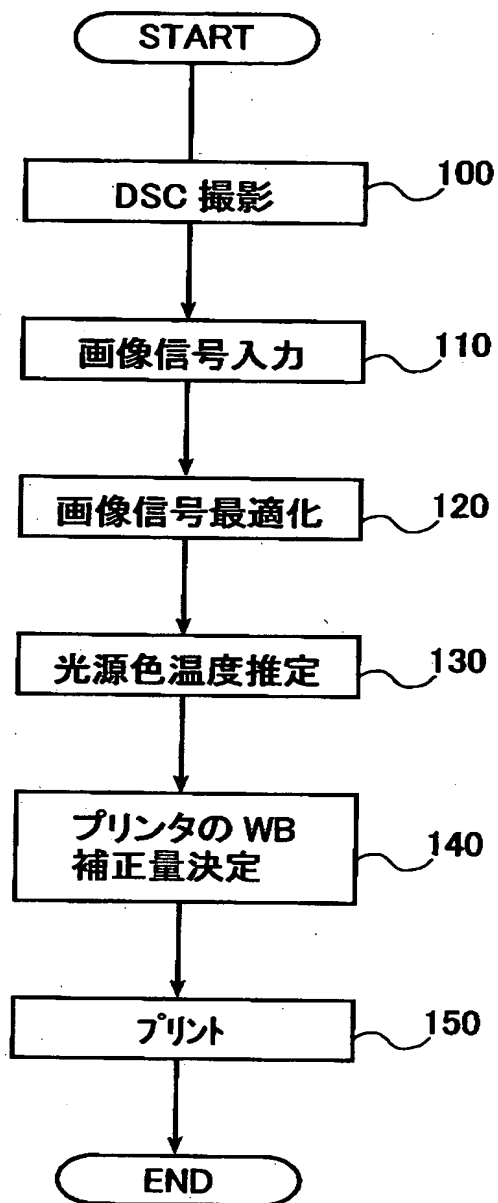 START
DSC 撮影
100
画像信号入力
110
画像信号最適化
120
光源色温度推定
130
プリンタの WB
補正量決定
140
プリント
150
END